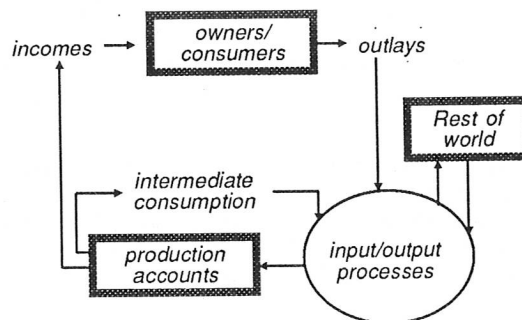 owners/
consumers
incomes
outlays
Rest of
world
intermediate
consumption
input/output
processes
production
accounts